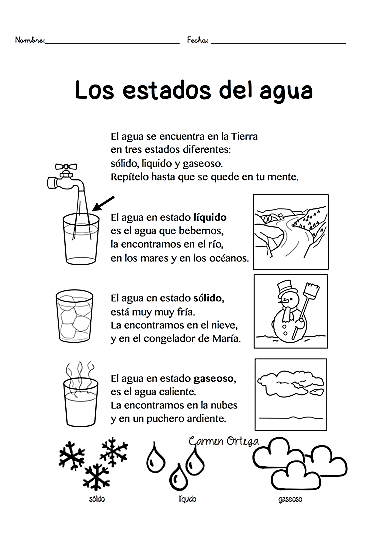 Nombre: Fecha:
Los estados del agua
El agua se encuentra en la Tierra
en tres estados diferentes:
sólido, liquido y gaseoso.
Repítelo hasta que se quede en tu mente.
El agua en estado líquido
es el agua que bebemos,
la encontramos en el río,
en los mares y en los océanos.
El agua en estado sólido,
está muy muy fría.
La encontramos en el nieve,
y en el congelador de María.
El agua en estado gaseoso,
es el agua caliente.
La encontramos en la nubes
y en un puchero ardiente.
Carmen Ortega
sólido líquido gaseoso